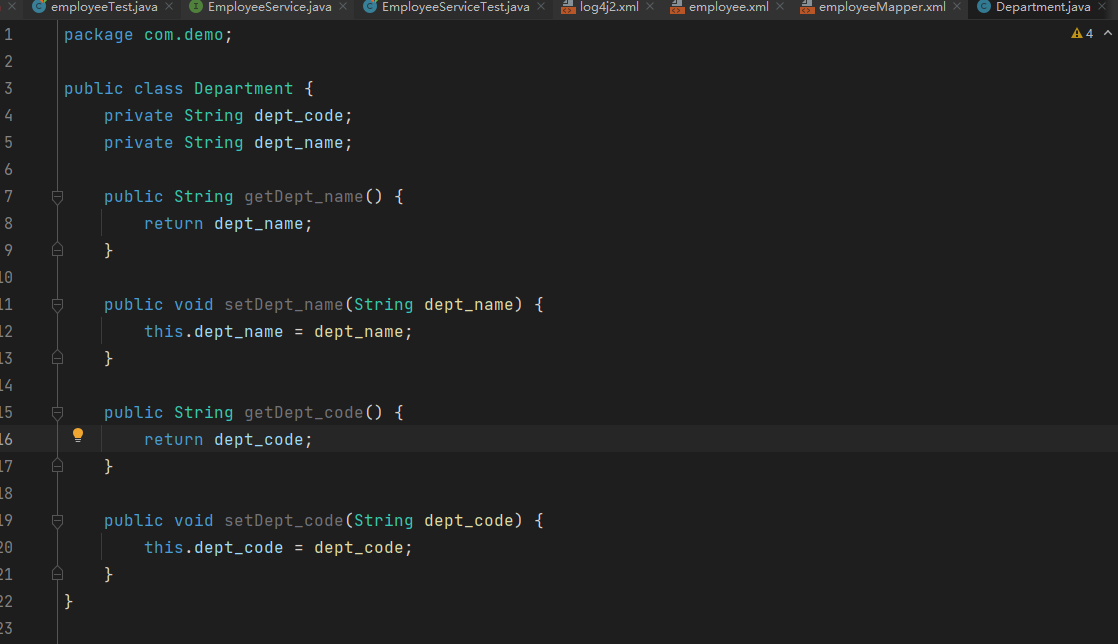 employeeTest.java EmployeeService.java EmployeeServiceTest.java log4j2.xml employee.xml employeeMapper.xml Department.java
1 package com.demo; 4
2
3 public class Department {
4 private String dept_code;
5 private String dept_name;
6
7 public String getDept_name() {
8 return dept_name;
9 }
10
11 public void setDept_name(String dept_name) {
12 this.dept_name = dept_name;
13 }
14
15 public String getDept_code() {
16 return dept_code;
17 }
18
19 public void setDept_code(String dept_code) {
20 this.dept_code = dept_code;
21 }
22 }
23